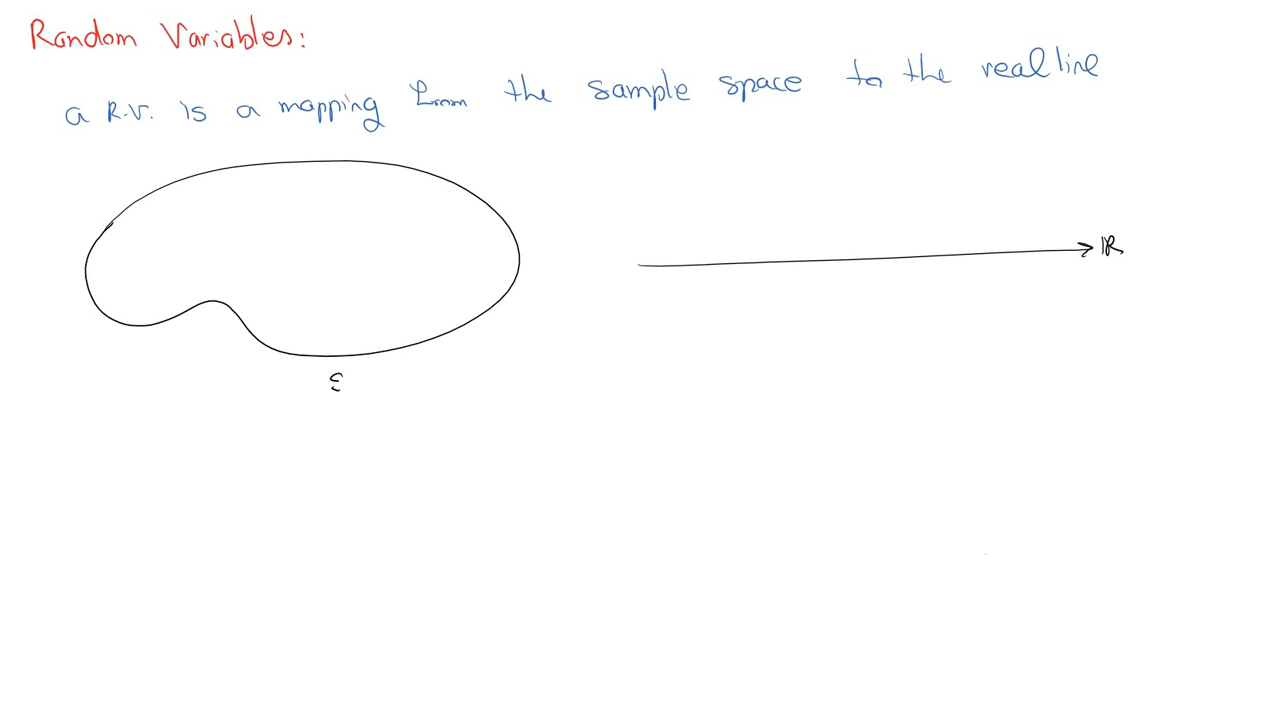 Random Variables:
a R.V. is a mapping from the sample space to the real line
ℝ
ε